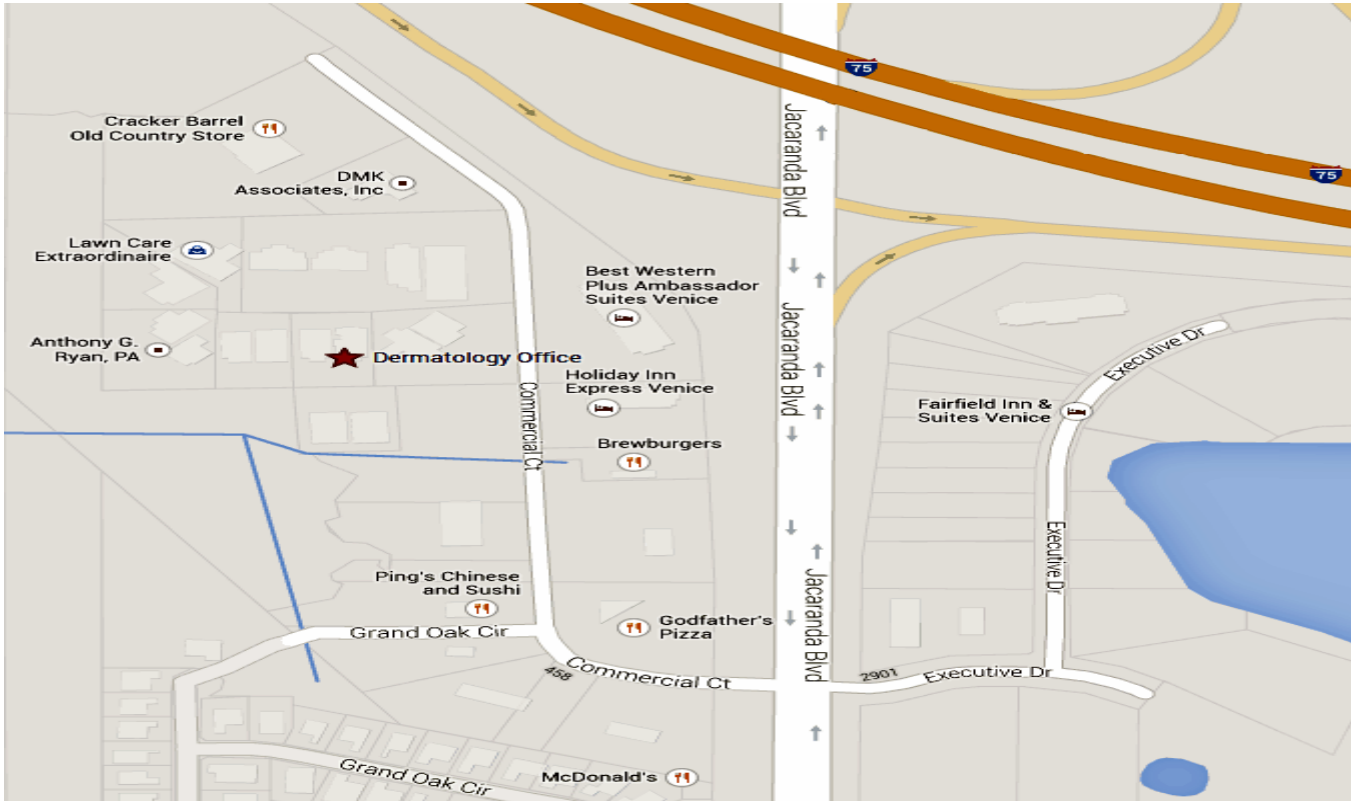 75
Cracker Barrel
Old Country Store
Jacaranda Blvd
75
DMK
Associates, Inc
Lawn Care
Extraordinaire
Best Western
Plus Ambassador
Suites Venice
Jacaranda Blvd
Executive Dr
Anthony G.
Ryan, PA
Dermatology Office
Holiday Inn
Express Venice
Commercial Ct
Fairfield Inn &
Suites Venice
Brewburgers
Executive Dr
Ping's Chinese
and Sushi
Jacaranda Blvd
Grand Oak Cir
Godfather's
Pizza
458
Commercial Ct
2901
Executive Dr
Grand Oak Cir
McDonald's